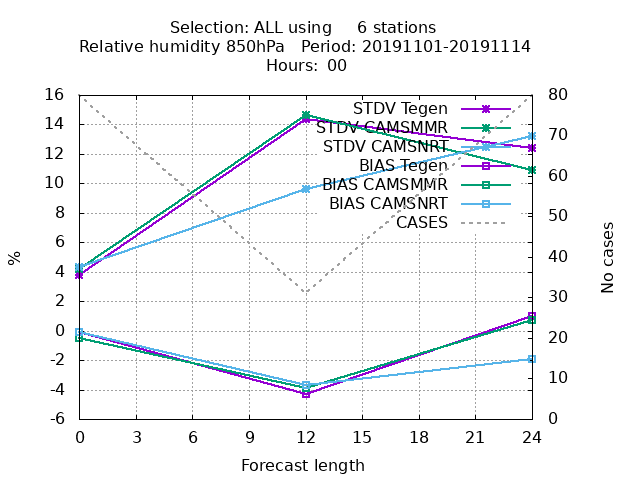 Selection: ALL using     6 stations
Relative humidity 850hPa   Period: 20191101-20191114
Hours: 00
16
14
12
10
8
6
4
2
0
-2
-4
-6
%
80
70
60
50
40
30
20
10
0
No cases
STDV Tegen
STDV CAMSMMR
STDV CAMSNRT
BIAS Tegen
BIAS CAMSMMR
BIAS CAMSNRT
CASES
0 3 6 9 12 15 18 21 24
Forecast length